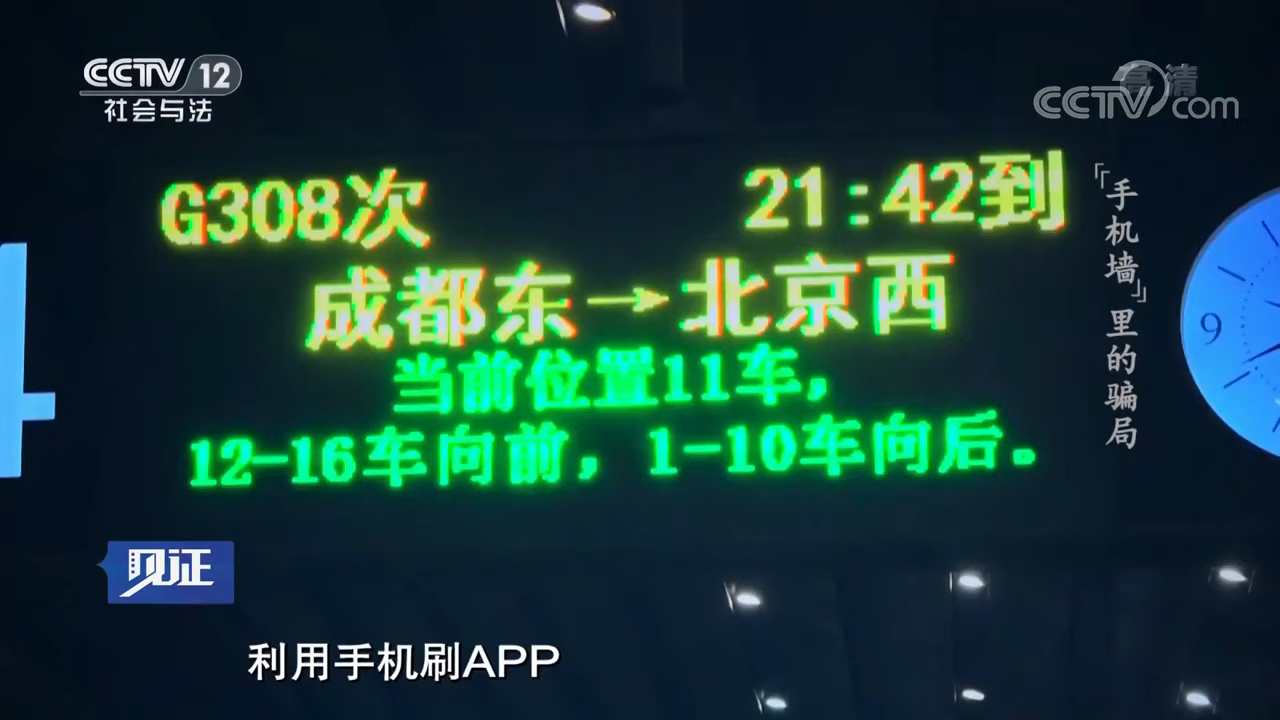 CCTV 12
社会与法
高清
CCTV com
G308次
21:42到
成都东→北京西
当前位置11车，
12-16车向前，1-10车向后。
「手机墙」里的骗局
9
见证
利用手机刷APP